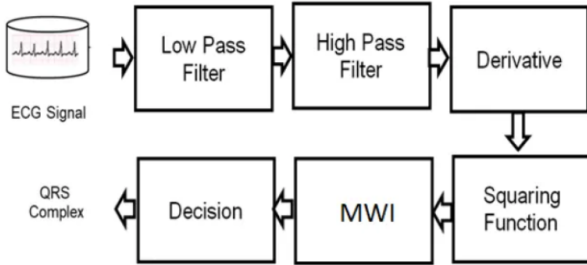 ECG Signal
Low Pass
Filter
High Pass
Filter
Derivative
Squaring
Function
MWI
Decision
QRS
Complex